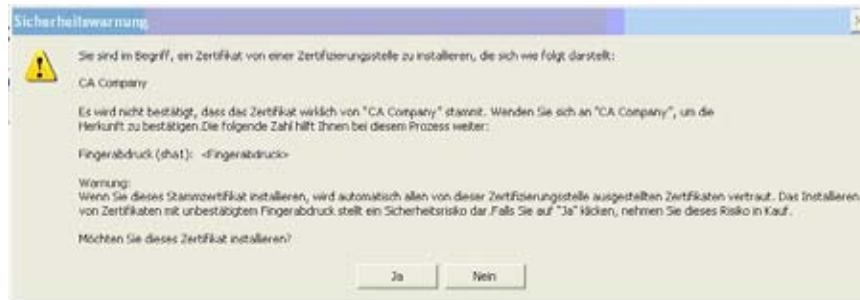 Sicherheitswarnung
Sie sind im Begriff, ein Zertifikat von einer Zertifizierungsstelle zu installieren, die sich wie folgt darstellt:
CA Company
Es wird nicht bestätigt, dass das Zertifikat wirklich von "CA Company" stammt. Wenden Sie sich an "CA Company", um die
Herkunft zu bestätigen.Die folgende Zahl hilft Ihnen bei diesem Prozess weiter:
Fingerabdruck (sha1): <Fingerabdruck>
Warnung:
Wenn Sie dieses Stammzertifikat installieren, wird automatisch allen von dieser Zertifizierungsstelle ausgestellten Zertifikaten vertraut. Das Installieren
von Zertifikaten mit unbestätigtem Fingerabdruck stellt ein Sicherheitsrisiko dar.Falls Sie auf "Ja" klicken, nehmen Sie dieses Risiko in Kauf.
Möchten Sie dieses Zertifikat installieren?
Ja Nein